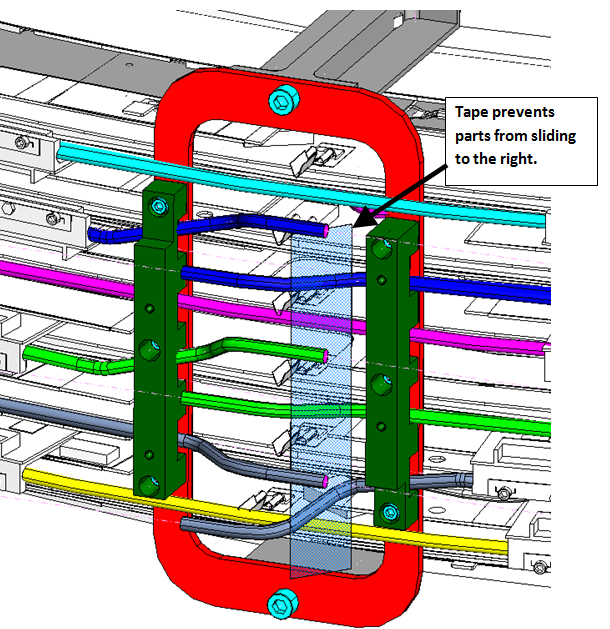 Tape prevents
parts from sliding
to the right.